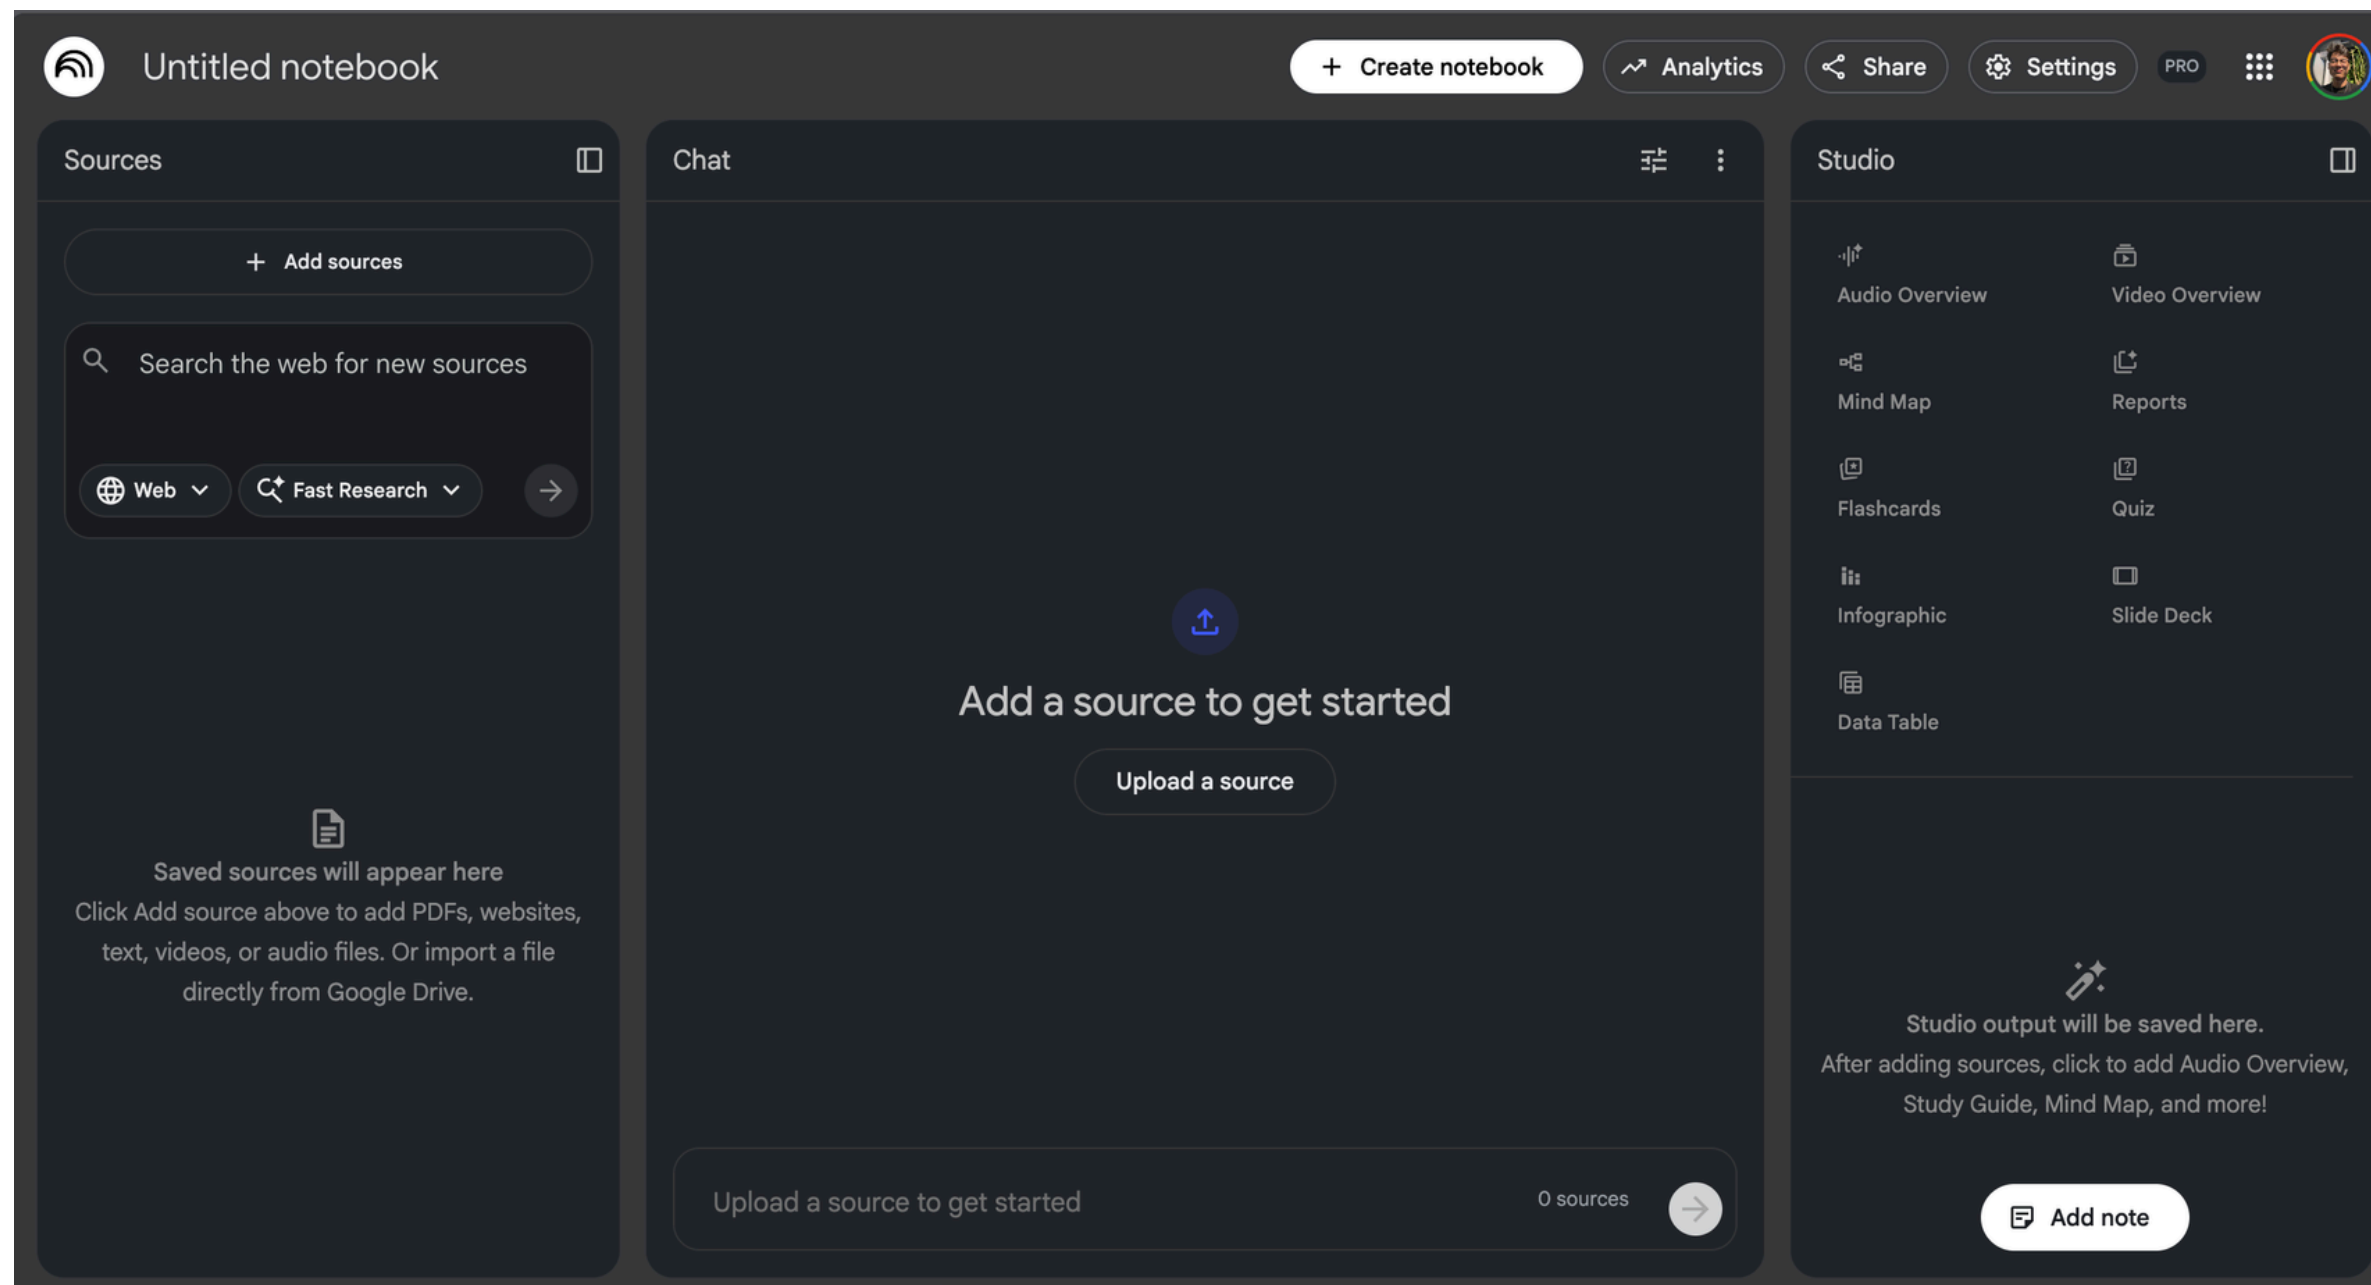 Untitled notebook
Create notebook
Analytics
Share
Settings
PRO
Sources
Add sources
Search the web for new sources
Web
Fast Research
Saved sources will appear here
Click Add source above to add PDFs, websites,
text, videos, or audio files. Or import a file
directly from Google Drive.
Chat
Add a source to get started
Upload a source
Upload a source to get started
0 sources
Studio
Audio Overview
Video Overview
Mind Map
Reports
Flashcards
Quiz
Infographic
Slide Deck
Data Table
Studio output will be saved here.
After adding sources, click to add Audio Overview,
Study Guide, Mind Map, and more!
Add note